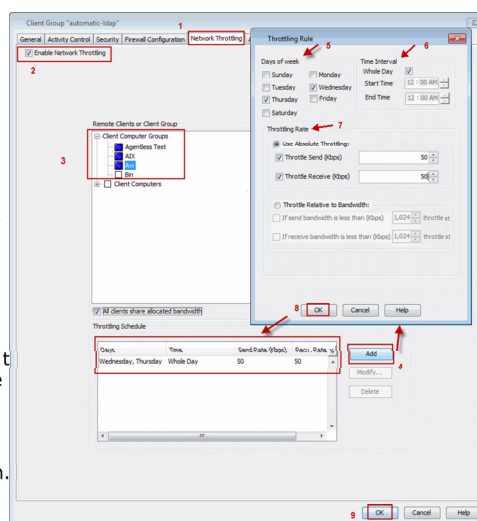 Client Group "automatic-ldap"
1
General Activity Control Security Firewall Configuration Network Throttling
Enable Network Throttling
2
Remote Clients or Client Group
3
Client Computer Groups
Agentless Test
AIX
Avi
Bin
Client Computers
All clients share allocated bandwidth
Throttling Schedule
Days Time Send Rate (Kbps)
Wednesday, Thursday Whole Day 50 50
Throttling Rule
5
6
Days of week
Time Interval
Sunday Monday
Whole Day
Tuesday Wednesday
Start Time 12 : 00 AM
Thursday Friday
End Time 12 : 00 AM
Saturday
Throttling Rate
7
Use Absolute Throttling:
Throttle Send (Kbps) 50
Throttle Receive (Kbps) 50
Throttle Relative to Bandwidth:
If send bandwidth is less than (Kbps) 1,024 throttle
If receive bandwidth is less than (Kbps) 1,024 throttle
8
OK Cancel Help
Add
4
Modify...
Delete
t
e
n.
9
OK Cancel Help